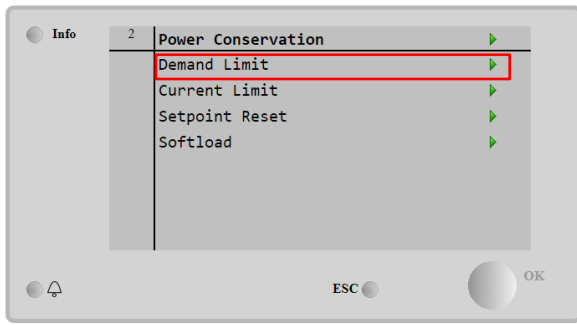 Info
2
Power Conservation
Demand Limit
Current Limit
Setpoint Reset
Softload
ESC
OK